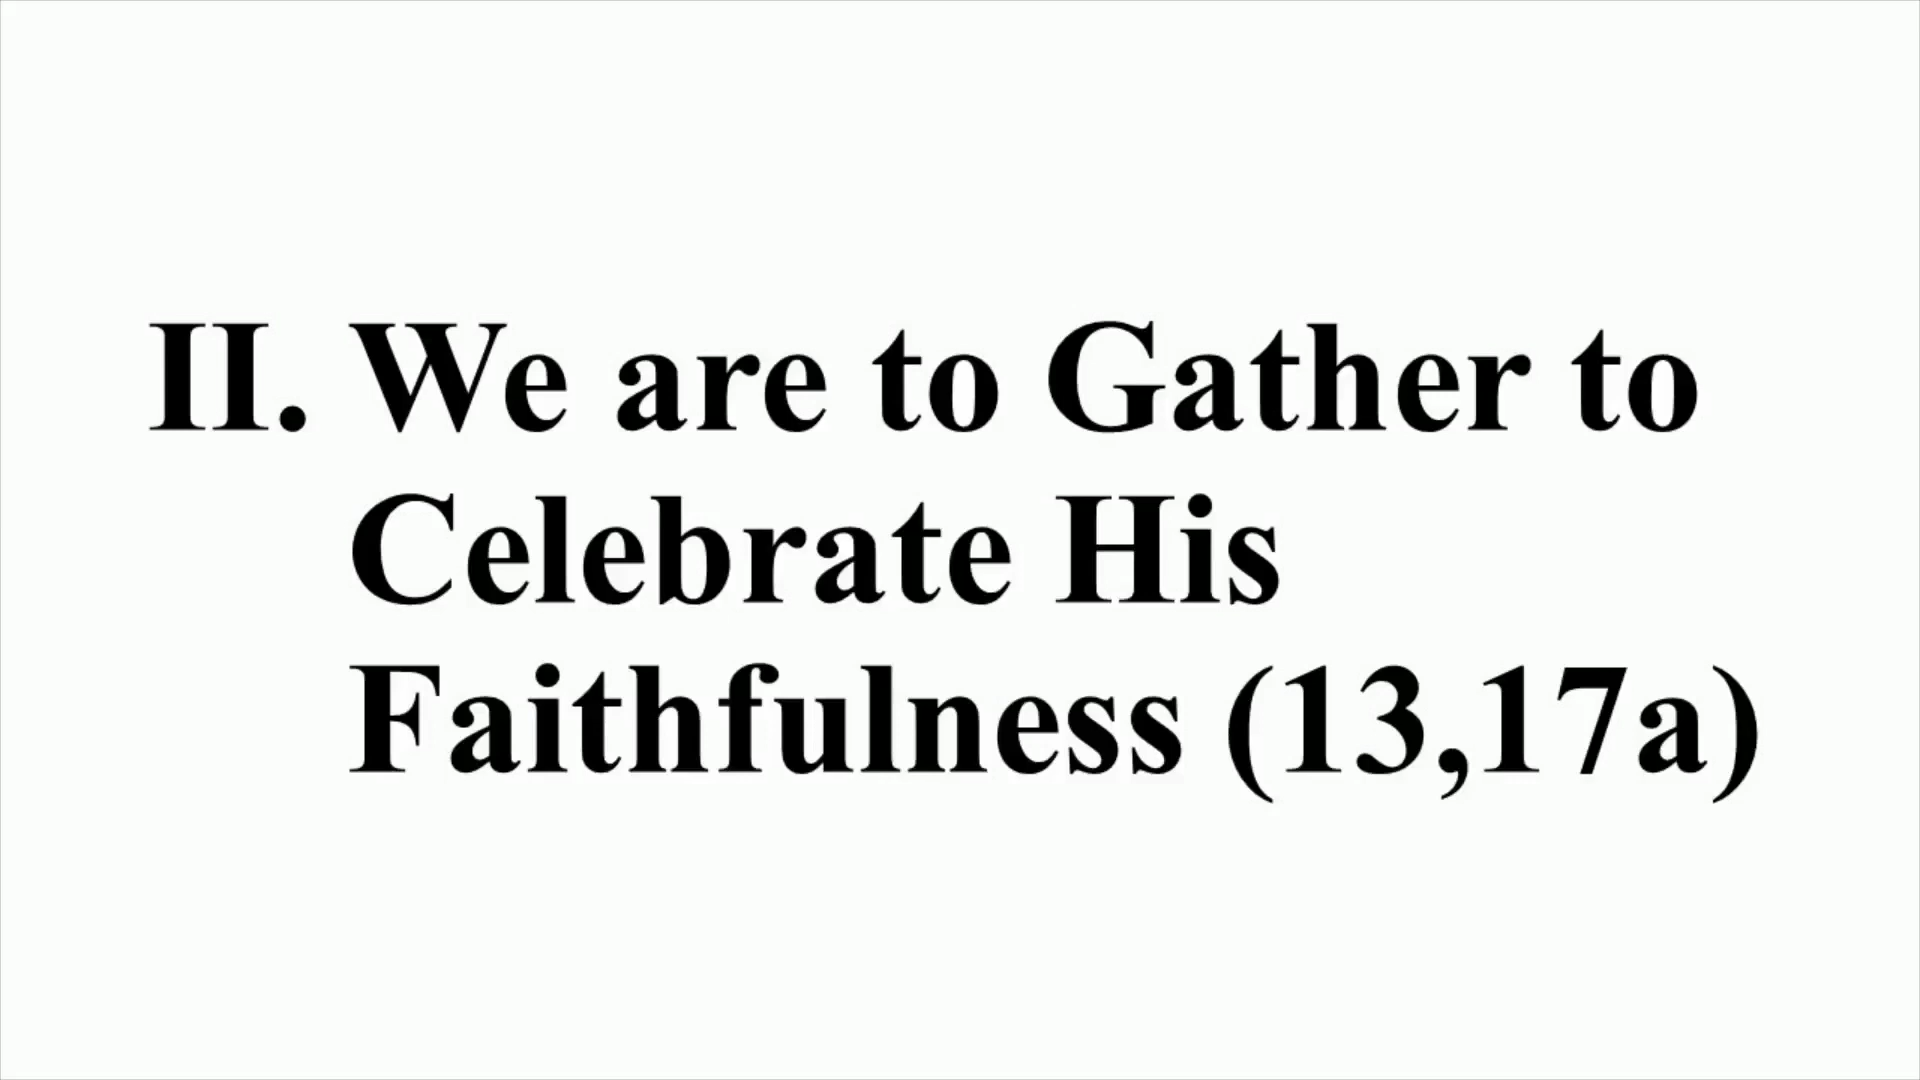 II. We are to Gather to
Celebrate His
Faithfulness (13,17a)